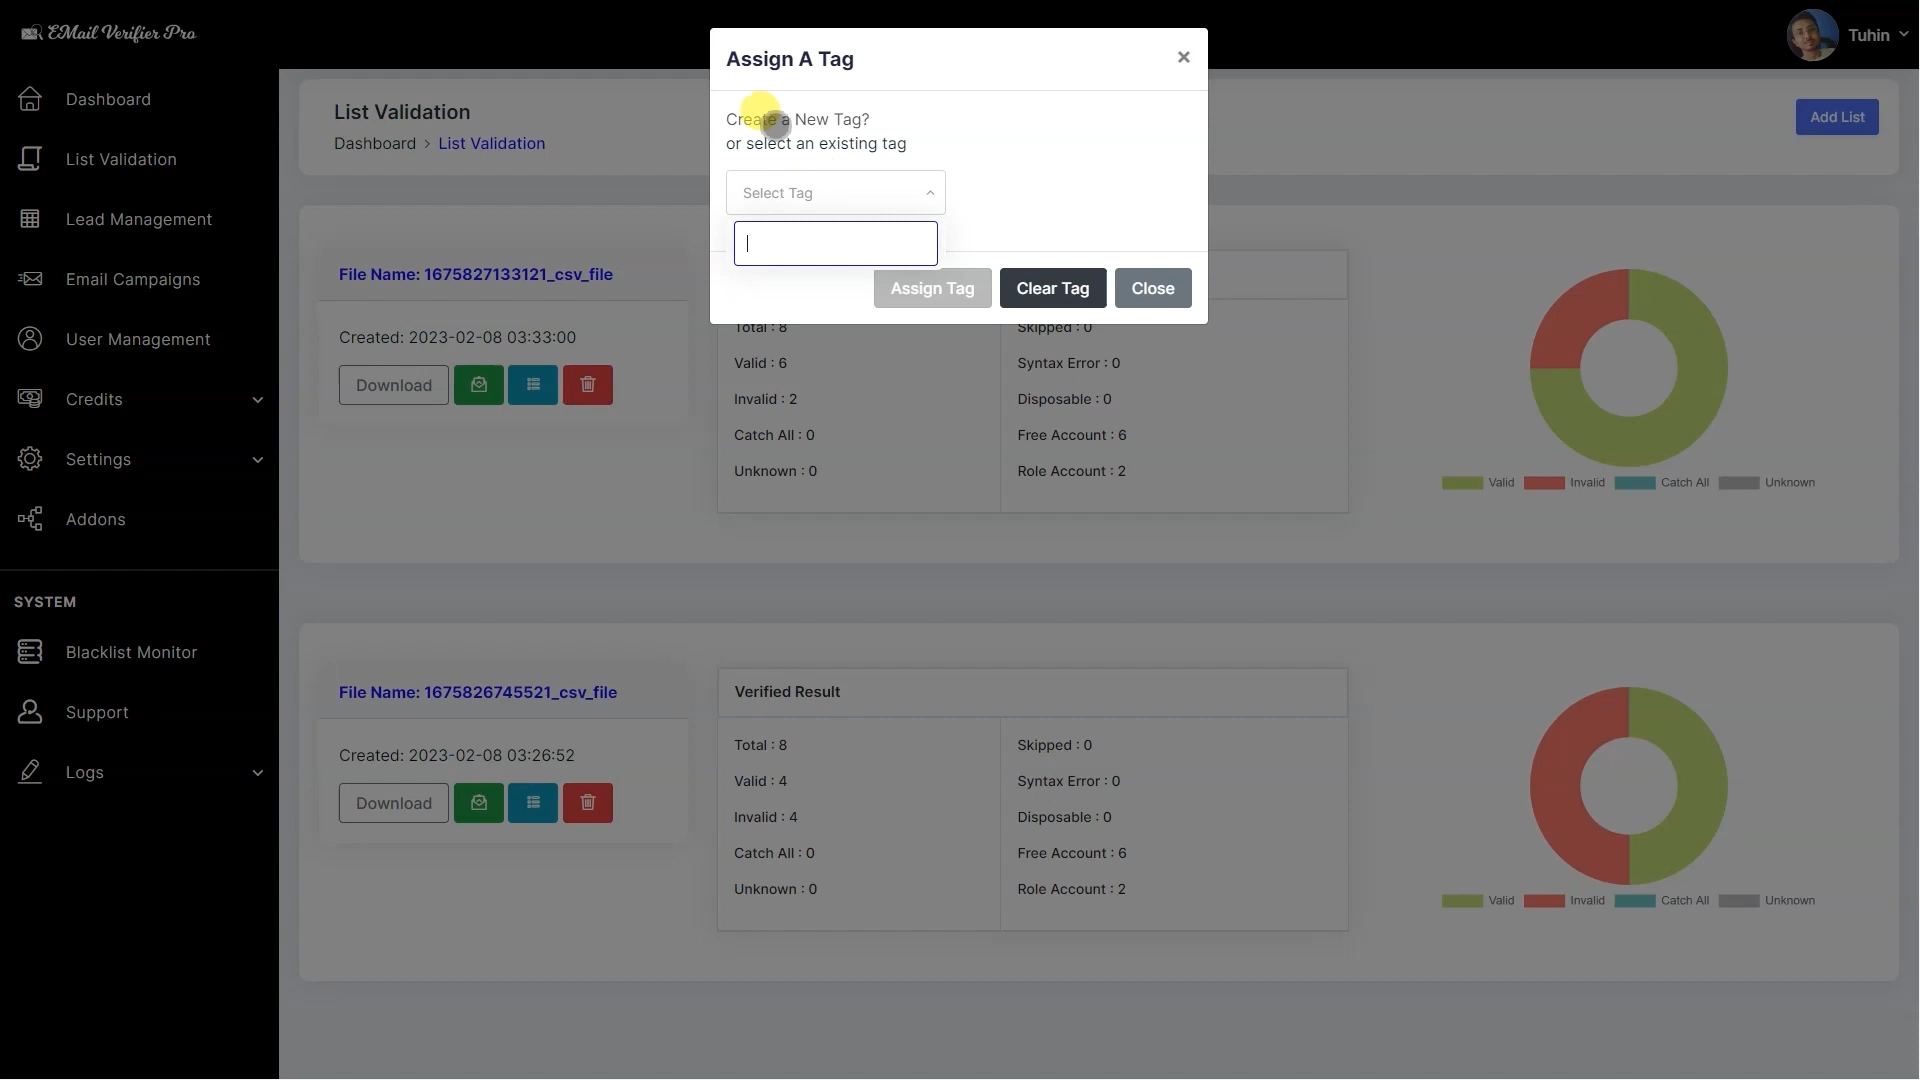 EMail Verifier Pro
Tuhin
Dashboard
List Validation
Lead Management
Email Campaigns
User Management
Credits
Settings
Addons
SYSTEM
Blacklist Monitor
Support
Logs
List Validation
Dashboard > List Validation
Add List
Assign A Tag
×
Create a New Tag?
or select an existing tag
Select Tag
Assign Tag
Clear Tag
Close
File Name: 1675827133121_csv_file
Created: 2023-02-08 03:33:00
Download
Total : 8
Valid : 6
Invalid : 2
Catch All : 0
Unknown : 0
Skipped : 0
Syntax Error : 0
Disposable : 0
Free Account : 6
Role Account : 2
Valid Invalid Catch All Unknown
File Name: 1675826745521_csv_file
Created: 2023-02-08 03:26:52
Download
Verified Result
Total : 8
Valid : 4
Invalid : 4
Catch All : 0
Unknown : 0
Skipped : 0
Syntax Error : 0
Disposable : 0
Free Account : 6
Role Account : 2
Valid Invalid Catch All Unknown